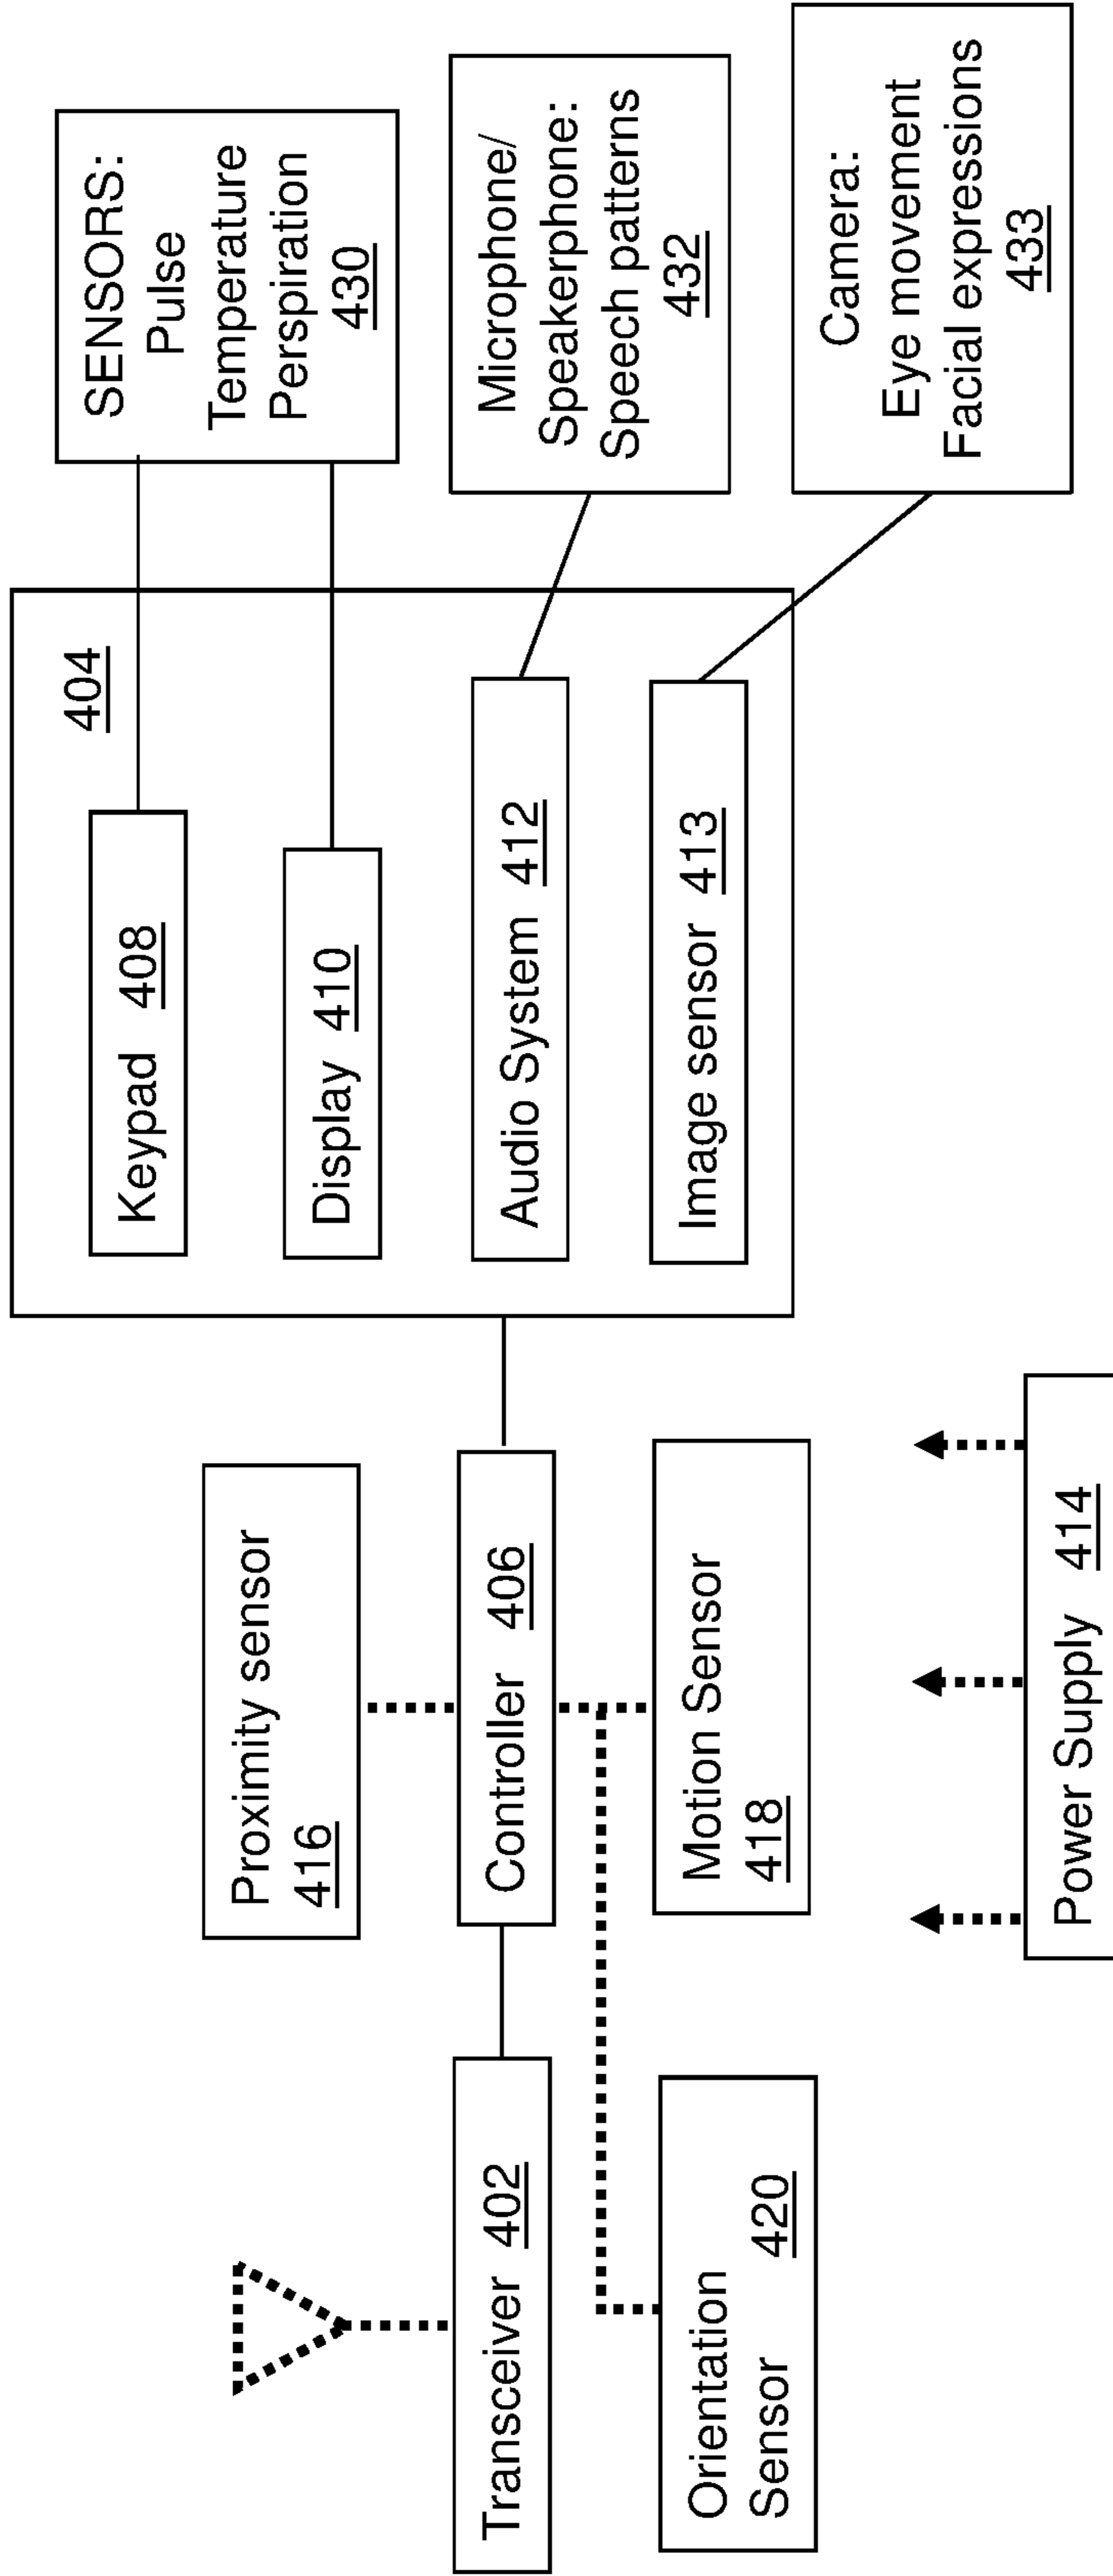 404
Keypad 408
Display 410
Audio System 412
Image sensor 413
SENSORS:
Pulse
Temperature
Perspiration
430
Microphone/
Speakerphone:
Speech patterns
432
Camera:
Eye movement
Facial expressions
433
Proximity sensor
416
Transceiver 402
Controller 406
Orientation
Sensor 420
Motion Sensor
418
Power Supply 414